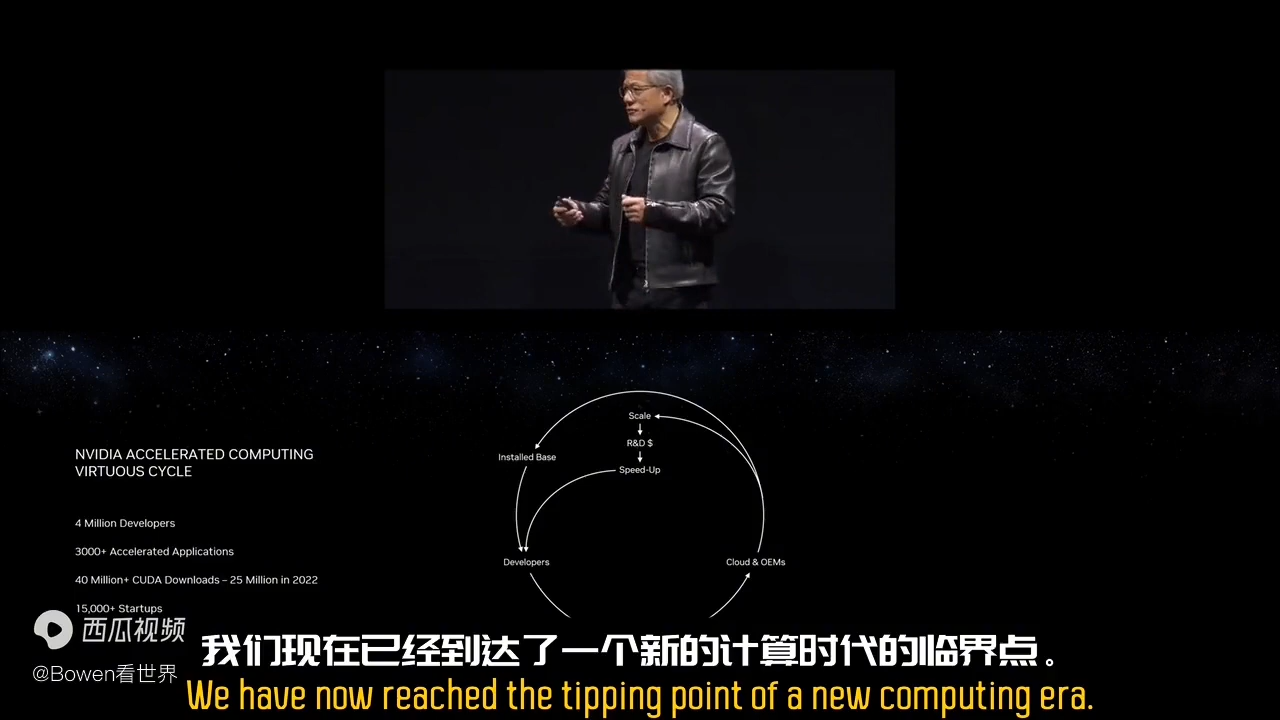 NVIDIA ACCELERATED COMPUTING
VIRTUOUS CYCLE
4 Million Developers
3000+ Accelerated Applications
40 Million+ CUDA Downloads – 25 Million in 2022
15,000+ Startups
Scale
R&D $
Installed Base
Speed-Up
Developers
Cloud & OEMs
西瓜视频
@Bowen看世界
我们现在已经到达了一个新的计算时代的临界点。
We have now reached the tipping point of a new computing era.